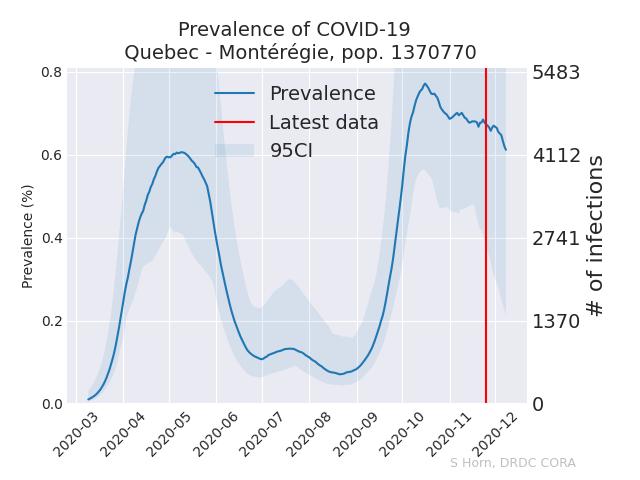 Prevalence of COVID-19
Quebec - Montérégie, pop. 1370770
Prevalence
Latest data
95CI
Prevalence (%)
0.8
0.6
0.4
0.2
0.0
5483
4112
2741
1370
0
# of infections
2020-03
2020-04
2020-05
2020-06
2020-07
2020-08
2020-09
2020-10
2020-11
2020-12
S Horn, DRDC CORA